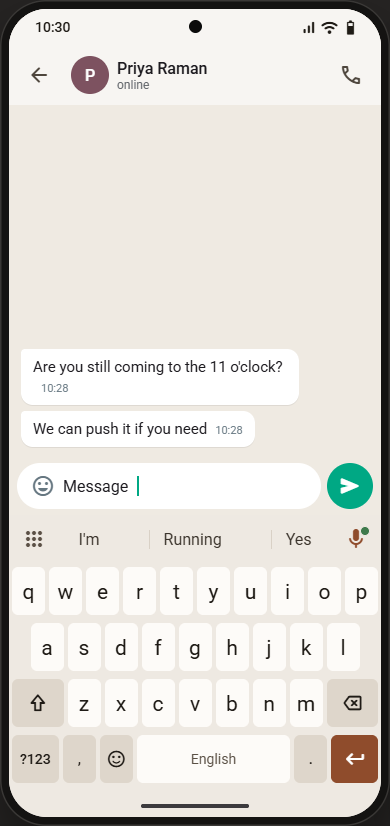 10:30
P
Priya Raman
online
Are you still coming to the 11 o'clock?
10:28
We can push it if you need 10:28
Message
I'm Running Yes
q w e r t y u i o p
a s d f g h j k l
z x c v b n m
?123 , English .